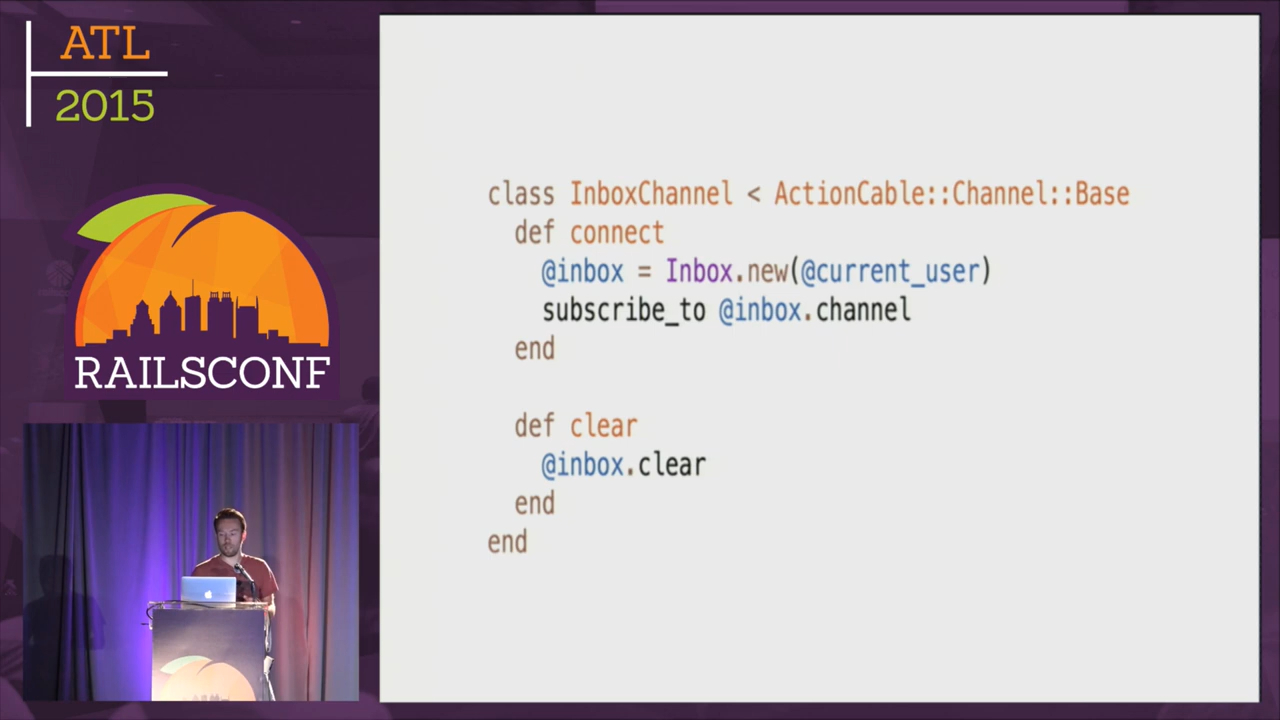 ATL
2015
RAILSCONF
class InboxChannel < ActionCable::Channel::Base
  def connect
    @inbox = Inbox.new(@current_user)
    subscribe_to @inbox.channel
  end

  def clear
    @inbox.clear
  end
end